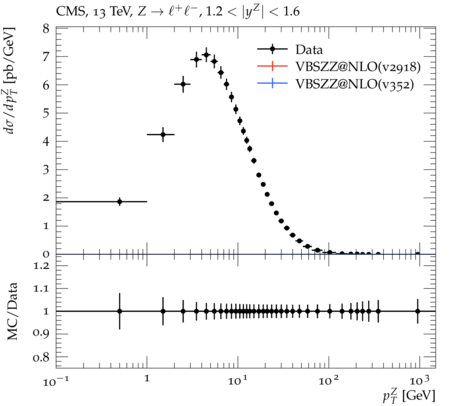 CMS, 13 TeV, Z → ℓ⁺ℓ⁻, 1.2 < |y^Z| < 1.6
dσ/dp_T^Z [pb/GeV]
8
7
6
5
4
3
2
1
0
Data
VBSZZ@NLO(v2918)
VBSZZ@NLO(v352)
MC/Data
1.2
1.1
1
0.9
0.8
10⁻¹ 1 10¹ 10² 10³
p_T^Z [GeV]